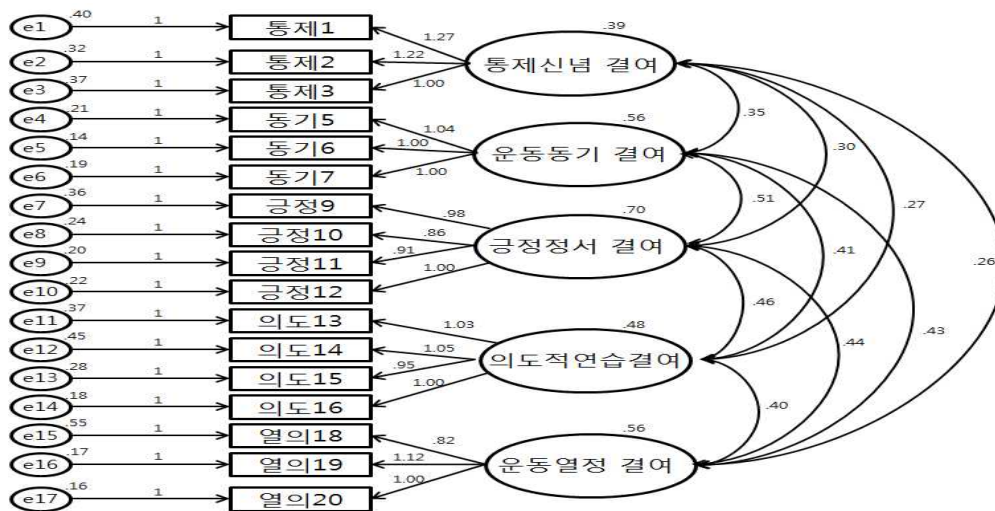 .40
e1 1 통제1 1.27 .39
.32
e2 1 통제2 1.22 통제신념 결여
.37
e3 1 통제3 1.00
.21
e4 1 동기5 1.04 .56 .35
.14
e5 1 동기6 1.00 운동동기 결여 .30
.19
e6 1 동기7 1.00
.36
e7 1 긍정9 .98 .70 .51 .27
.24
e8 1 긍정10 .86 긍정정서 결여 .41
.20
e9 1 긍정11 .91 .26
.22
e10 1 긍정12 1.00
.37
e11 1 의도13 1.03 .48 .46 .43
.45
e12 1 의도14 1.05 의도적연습결여 .44
.28
e13 1 의도15 .95
.18
e14 1 의도16 1.00 .40
.55
e15 1 열의18 .82 .56
.17
e16 1 열의19 1.12 운동열정 결여
.16
e17 1 열의20 1.00